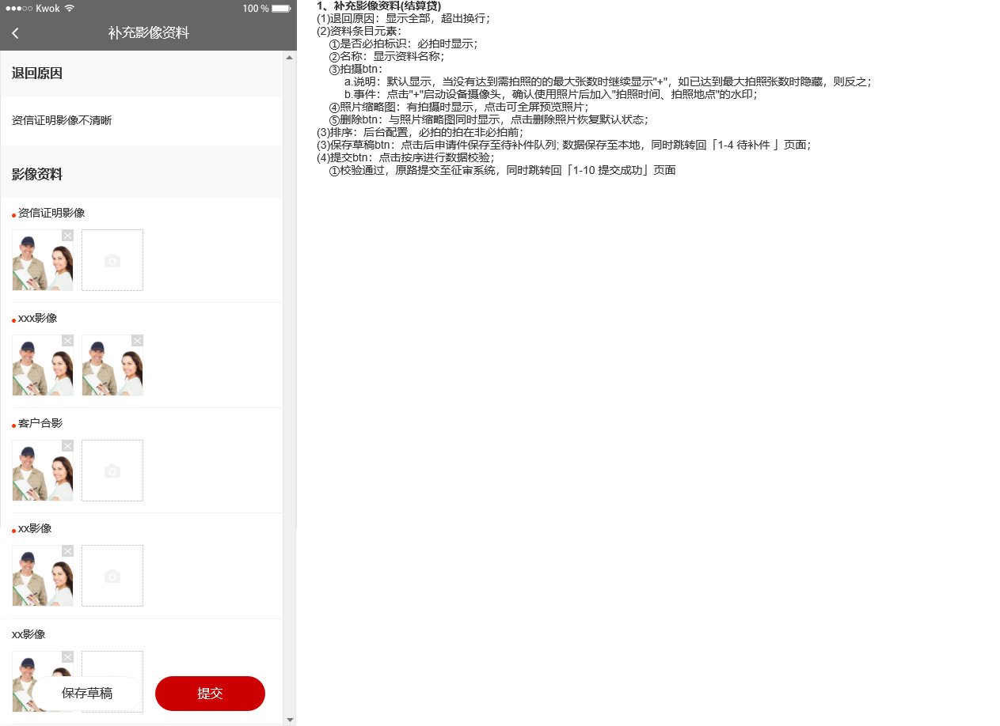 Kwok
100 %
补充影像资料
退回原因
资信证明影像不清晰
影像资料
资信证明影像
xxx影像
客户合影
xx影像
xx影像
保存草稿
提交
1、补充影像资料(结算贷)
(1)退回原因：显示全部，超出换行；
(2)资料条目元素：
①是否必拍标识：必拍时显示；
②名称：显示资料名称；
③拍摄btn：
a.说明：默认显示，当没有达到需拍照的的最大张数时继续显示"+"，如已达到最大拍照张数时隐藏，则反之；
b.事件：点击"+"启动设备摄像头，确认使用照片后加入"拍照时间、拍照地点"的水印；
④照片缩略图：有拍摄时显示，点击可全屏预览照片；
⑤删除btn：与照片缩略图同时显示，点击删除照片恢复默认状态；
(3)排序：后台配置，必拍的拍在非必拍前；
(3)保存草稿btn：点击后申请件保存至待补件队列; 数据保存至本地，同时跳转回「1-4 待补件 」页面；
(4)提交btn：点击按序进行数据校验；
①校验通过，原路提交至征审系统，同时跳转回「1-10 提交成功」页面